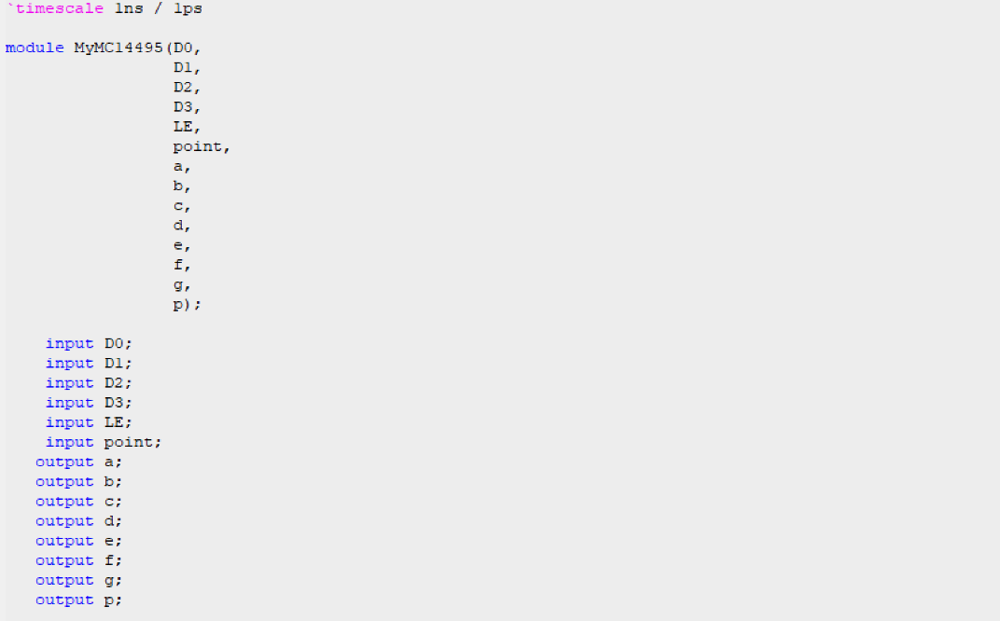 `timescale 1ns / 1ps
module MyMC14495(D0,
D1,
D2,
D3,
LE,
point,
a,
b,
c,
d,
e,
f,
g,
p);
input D0;
input D1;
input D2;
input D3;
input LE;
input point;
output a;
output b;
output c;
output d;
output e;
output f;
output g;
output p;